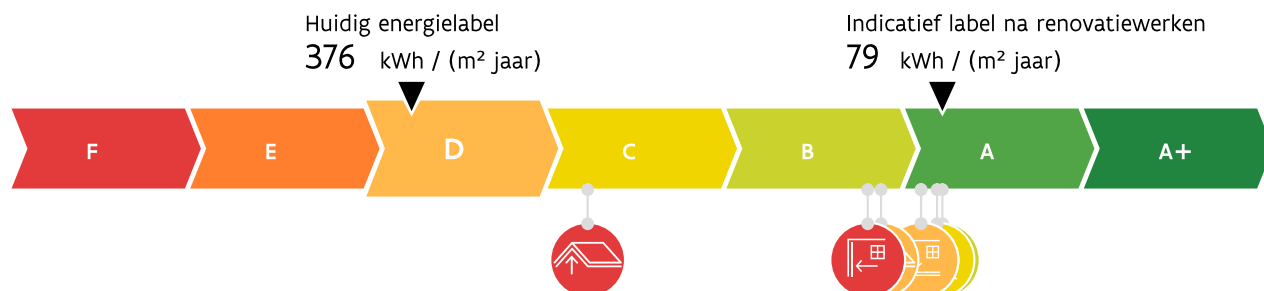 Huidig energielabel
376 kWh / (m² jaar)
Indicatief label na renovatiewerken
79 kWh / (m² jaar)
F E D C B A A+